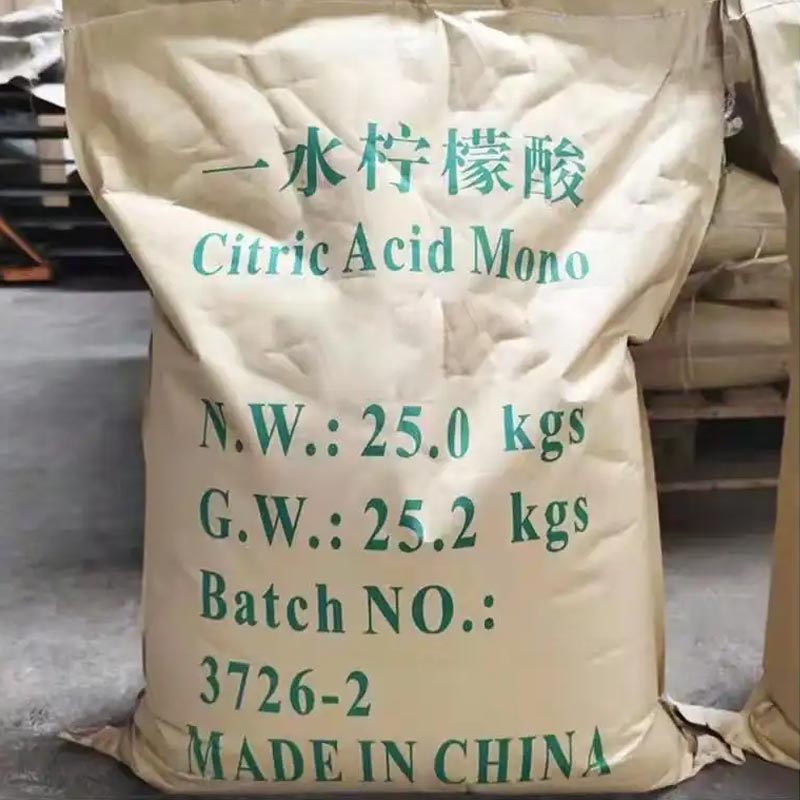 一水柠檬酸
Citric Acid Mono
N.W.: 25.0 kgs
G.W.: 25.2 kgs
Batch NO.:
3726-2
MADE IN CHINA